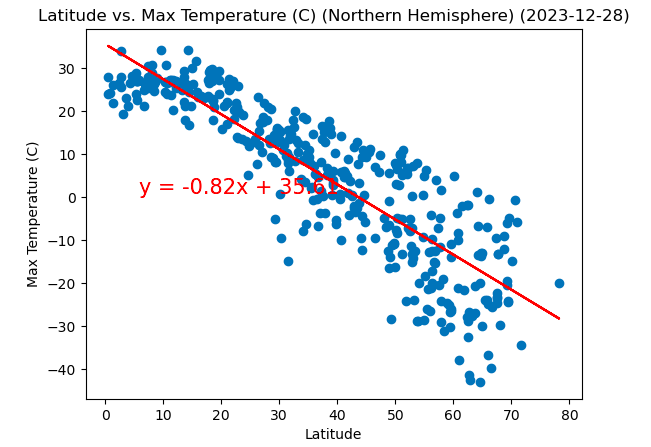 Latitude vs. Max Temperature (C) (Northern Hemisphere) (2023-12-28)
Max Temperature (C)
30
20
10
0
−10
−20
−30
−40
y = -0.82x + 35.61
0 10 20 30 40 50 60 70 80
Latitude